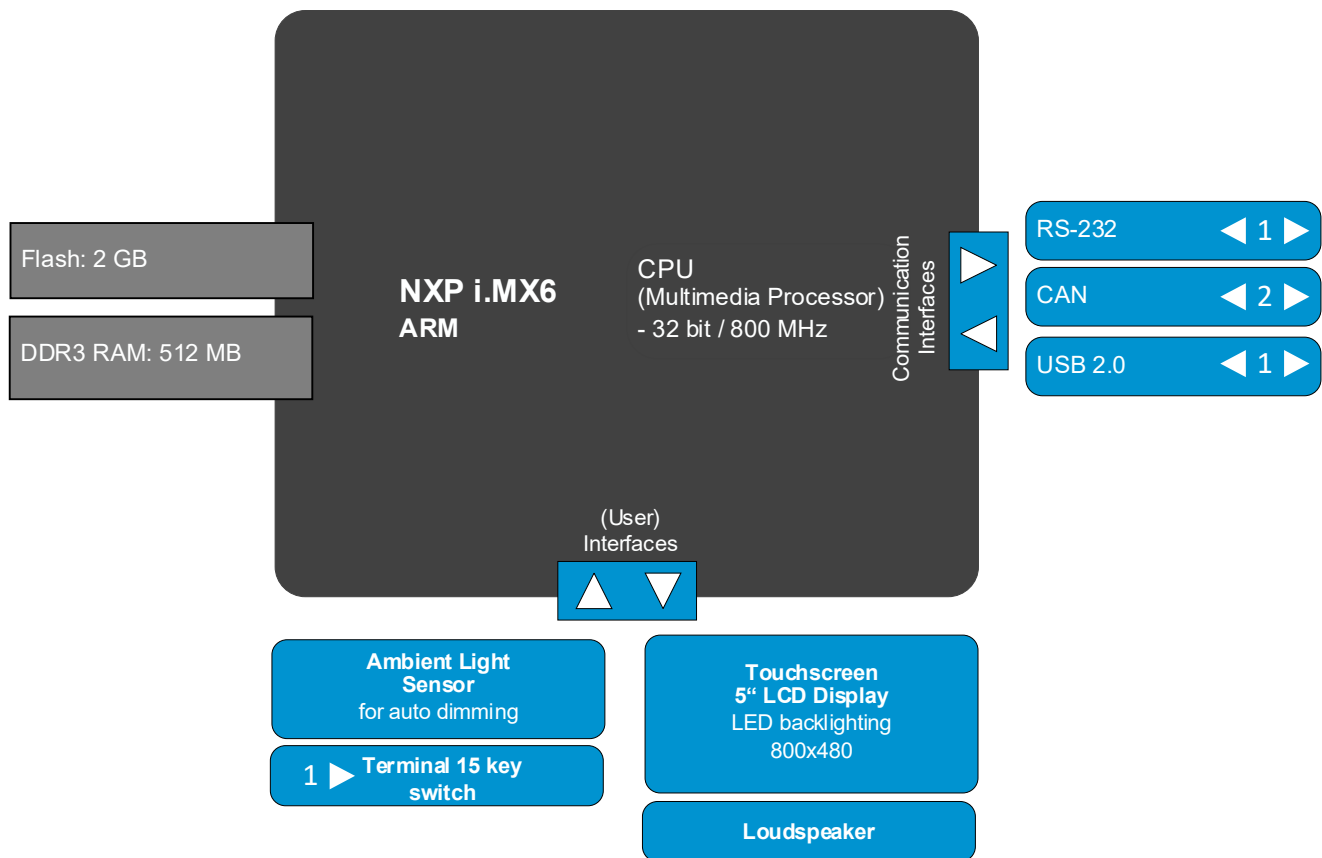 Flash: 2 GB
DDR3 RAM: 512 MB
NXP i.MX6
ARM
CPU
(Multimedia Processor)
- 32 bit / 800 MHz
Communication
Interfaces
RS-232 1
CAN 2
USB 2.0 1
(User)
Interfaces
Ambient Light
Sensor
for auto dimming
1 Terminal 15 key
switch
Touchscreen
5“ LCD Display
LED backlighting
800x480
Loudspeaker